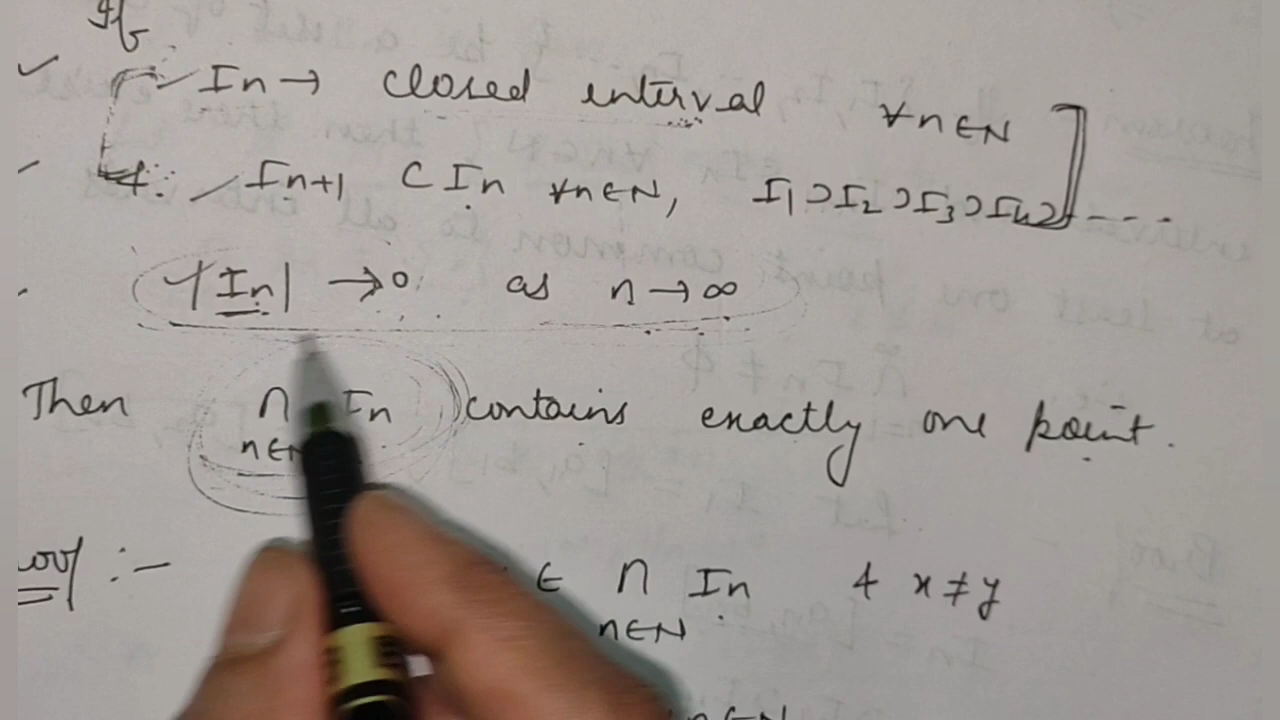 If
In → closed interval ∀n∈N
& In+1 ⊂ In ∀n∈N, I1⊃I2⊃I3⊃I4⊃---
|In| →0 as n→∞
Then ∩ In contains exactly one point.
n∈N
:- ∈ ∩ In & x≠y
n∈N
n∈N